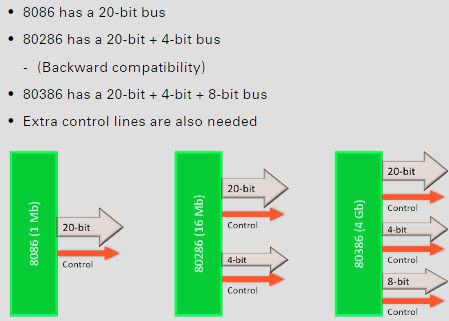 • 8086 has a 20-bit bus
• 80286 has a 20-bit + 4-bit bus
- (Backward compatibility)
• 80386 has a 20-bit + 4-bit + 8-bit bus
• Extra control lines are also needed
8086 (1 Mb)
20-bit
Control
80286 (16 Mb)
20-bit
Control
4-bit
Control
80386 (4 Gb)
20-bit
Control
4-bit
Control
8-bit
Control